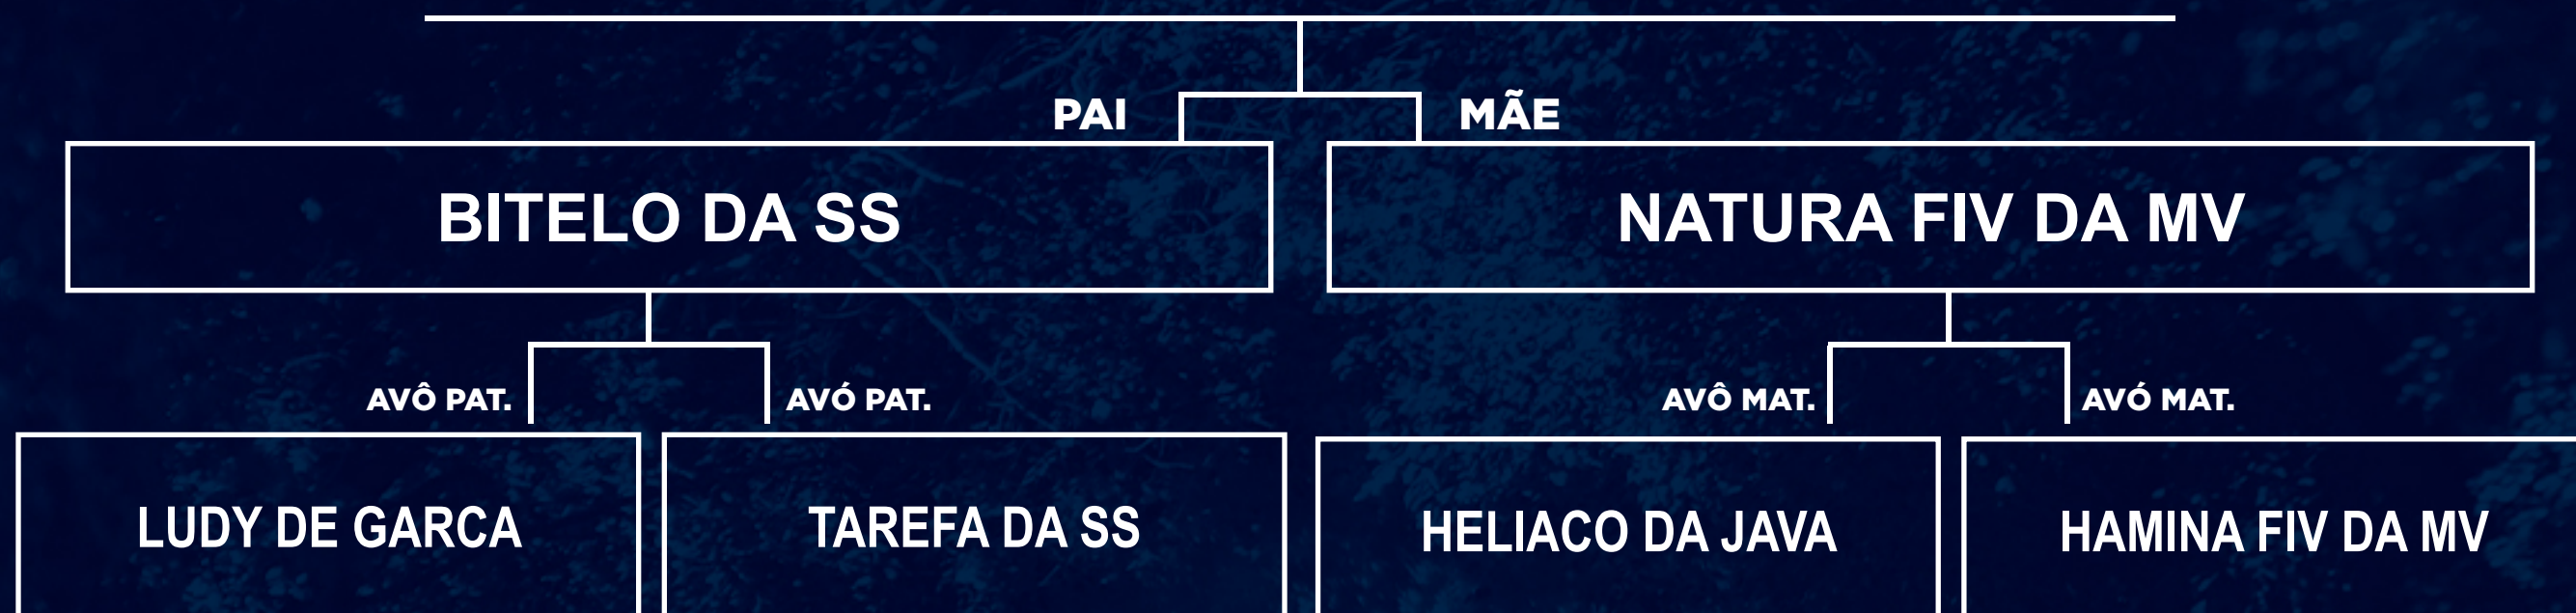 PAI
MÃE
BITELO DA SS
NATURA FIV DA MV
AVÔ PAT.
AVÓ PAT.
AVÔ MAT.
AVÓ MAT.
LUDY DE GARCA
TAREFA DA SS
HELIACO DA JAVA
HAMINA FIV DA MV